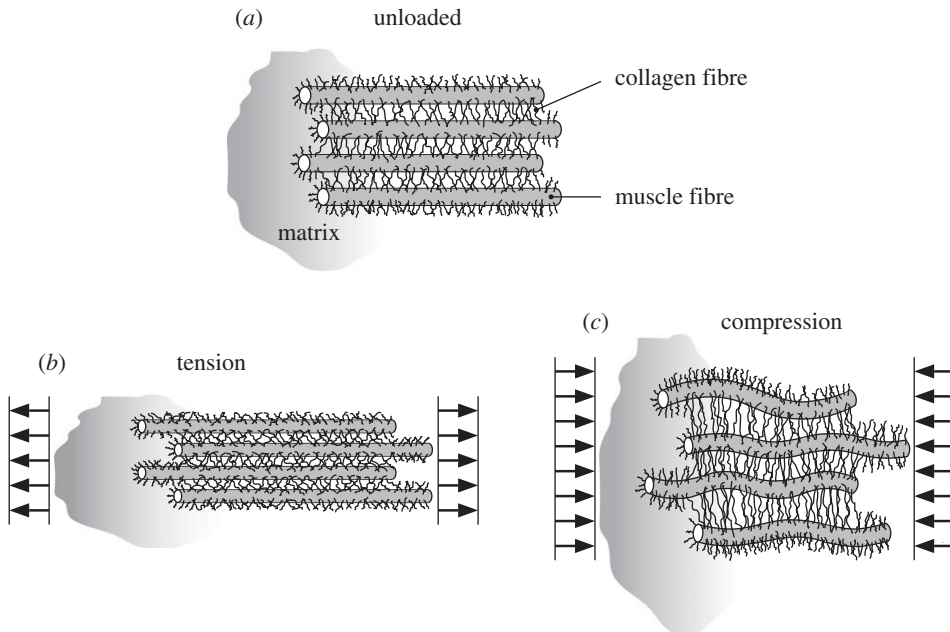 (a) unloaded
collagen fibre
muscle fibre
matrix
(b) tension
(c) compression